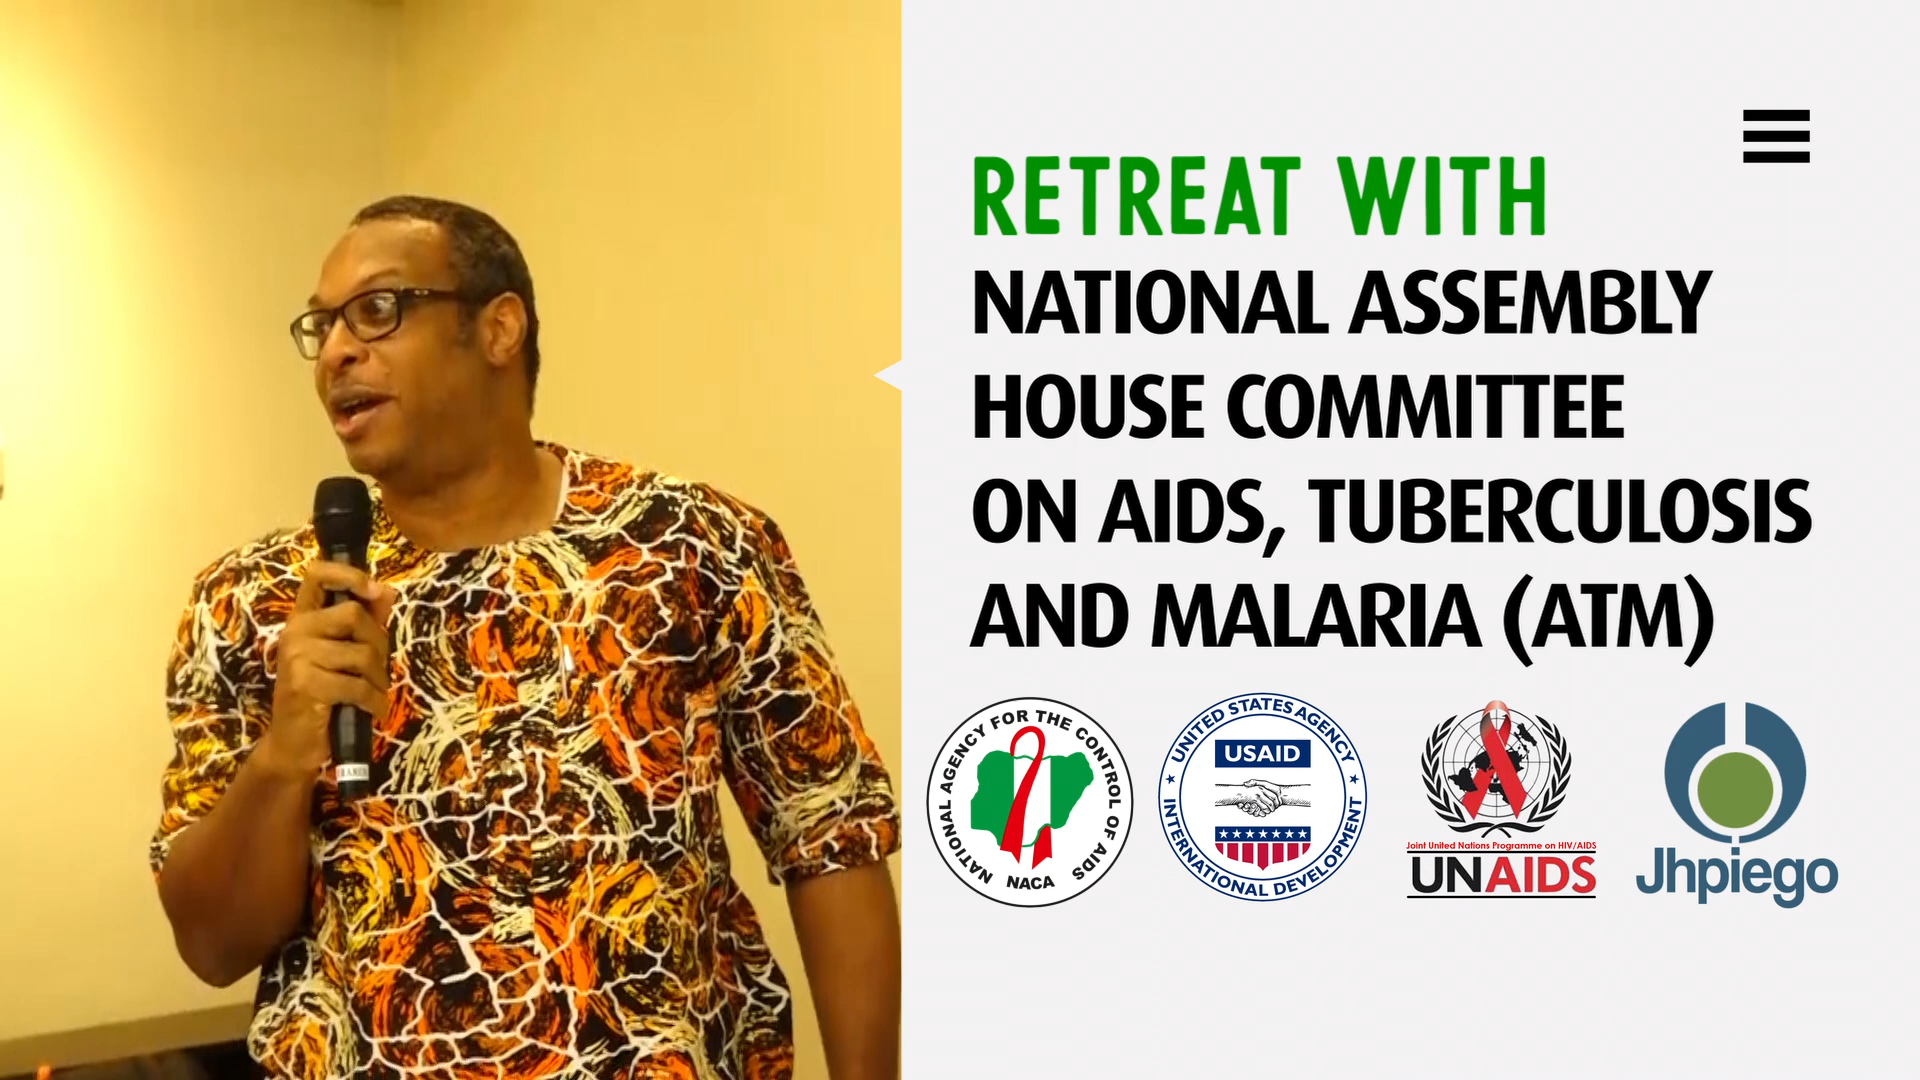 RETREAT WITH
NATIONAL ASSEMBLY
HOUSE COMMITTEE
ON AIDS, TUBERCULOSIS
AND MALARIA (ATM)
NATIONAL AGENCY FOR THE CONTROL OF AIDS
NACA
UNITED STATES AGENCY
USAID
INTERNATIONAL DEVELOPMENT
Joint United Nations Programme on HIV/AIDS
UNAIDS
Jhpiego